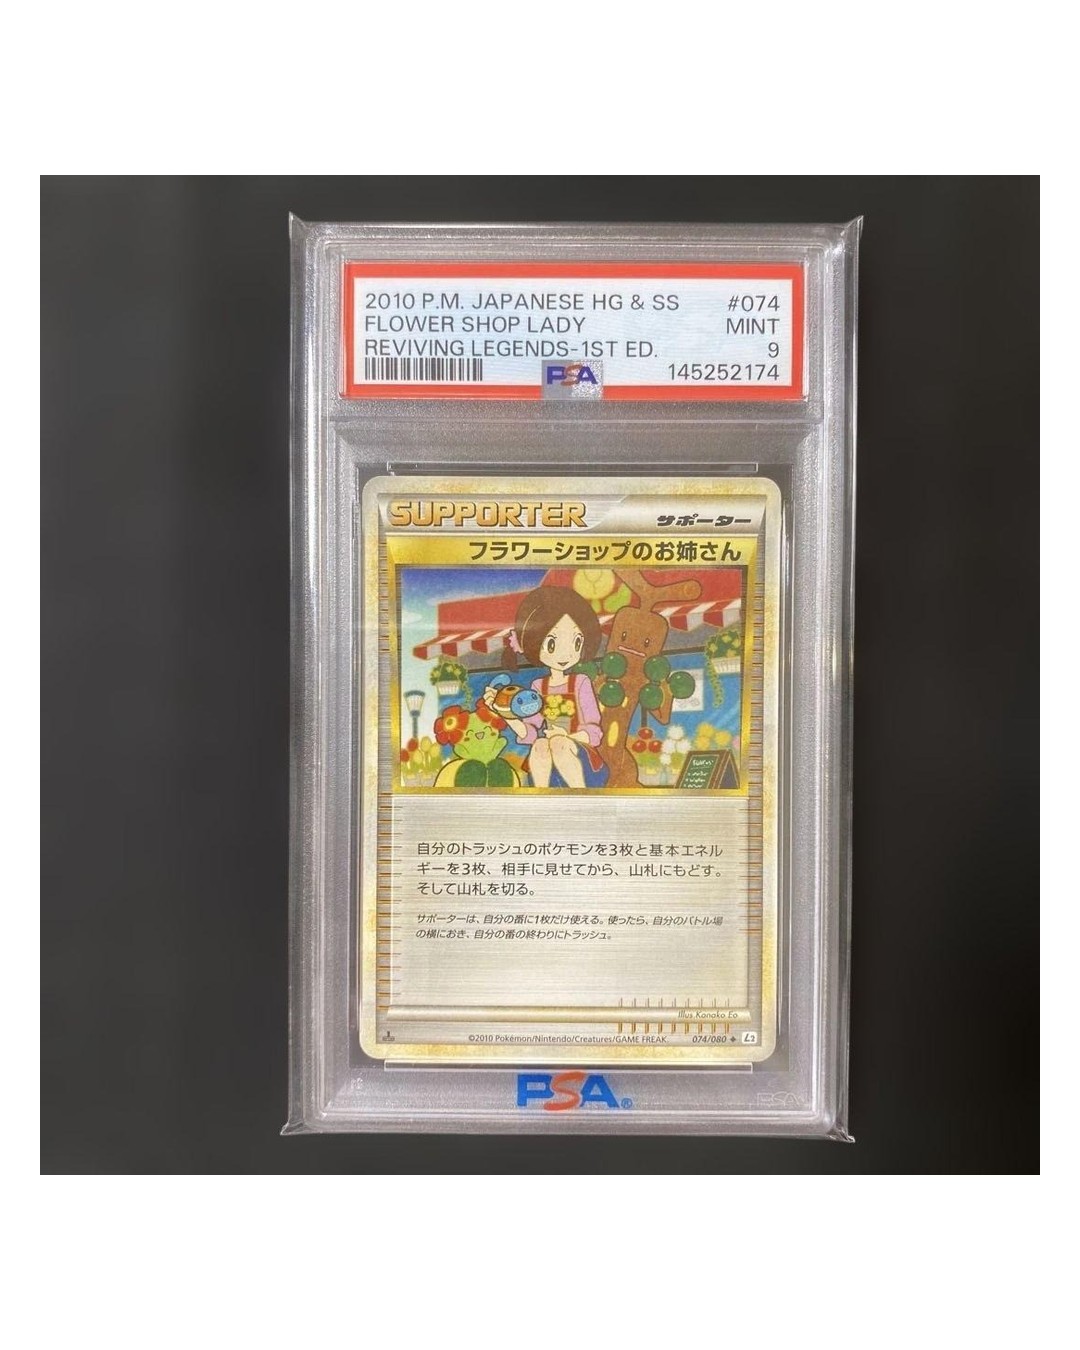 2010 P.M. JAPANESE HG & SS #074
FLOWER SHOP LADY MINT
REVIVING LEGENDS-1ST ED. 9
PSA 145252174
SUPPORTER サポーター
フラワーショップのお姉さん
自分のトラッシュのポケモンを3枚と基本エネル
ギーを3枚、相手に見せてから、山札にもどす。
そして山札を切る。
サポーターは、自分の番に1枚だけ使える。使ったら、自分のバトル場
の横におき、自分の番の終わりにトラッシュ。
Illus.Kanako Eo
©2010 Pokémon/Nintendo/Creatures/GAME FREAK. 074/080 ◆ L2
PSA®
PSA